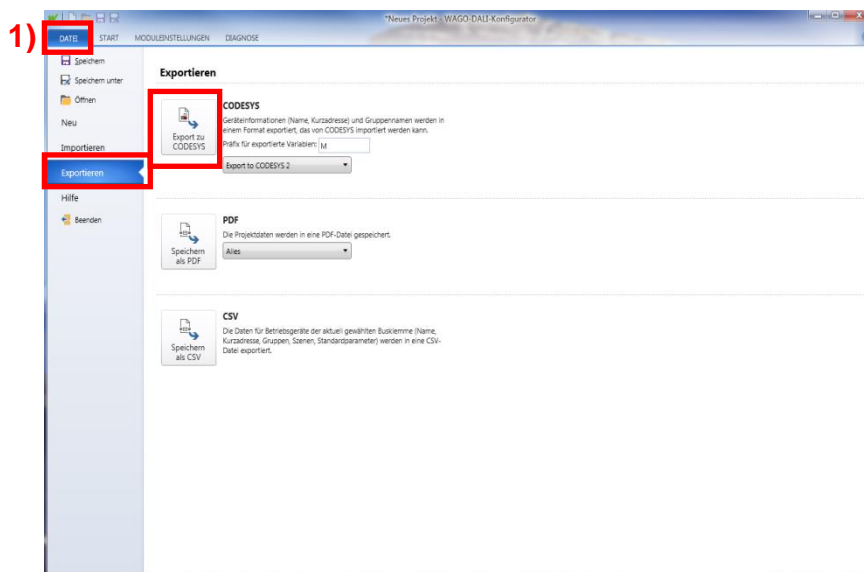 "Neues Projekt - WAGO-DALI-Konfigurator
1)
DATEI START MODULEINSTELLUNGEN DIAGNOSE
Speichern
Speichern unter
Öffnen
Neu
Importieren
Exportieren
Hilfe
Beenden
Exportieren
Export zu
CODESYS
CODESYS
Geräteinformationen (Name, Kurzadresse) und Gruppennamen werden in
einem Format exportiert, das von CODESYS importiert werden kann.
Präfix für exportierte Variablen: M
Export to CODESYS 2
Speichern
als PDF
PDF
Die Projektdaten werden in eine PDF-Datei gespeichert.
Alles
Speichern
als CSV
CSV
Die Daten für Betriebsgeräte der aktuell gewählten Busklemme (Name,
Kurzadresse, Gruppen, Szenen, Standardparameter) werden in eine CSV-
Datei exportiert.